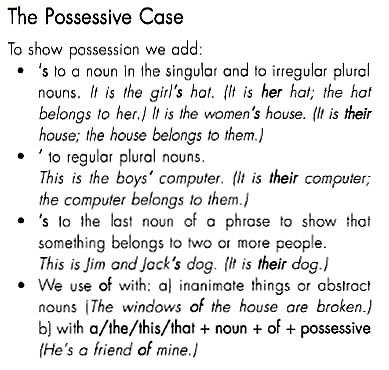 The Possessive Case
To show possession we add:
• 's to a noun in the singular and to irregular plural
nouns. It is the girl's hat. (It is her hat; the hat
belongs to her.) It is the women's house. (It is their
house; the house belongs to them.)
• ' to regular plural nouns.
This is the boys' computer. (It is their computer;
the computer belongs to them.)
• 's to the last noun of a phrase to show that
something belongs to two or more people.
This is Jim and Jack's dog. (It is their dog.)
• We use of with: a) inanimate things or abstract
nouns (The windows of the house are broken.)
b) with a/the/this/that + noun + of + possessive
(He's a friend of mine.)